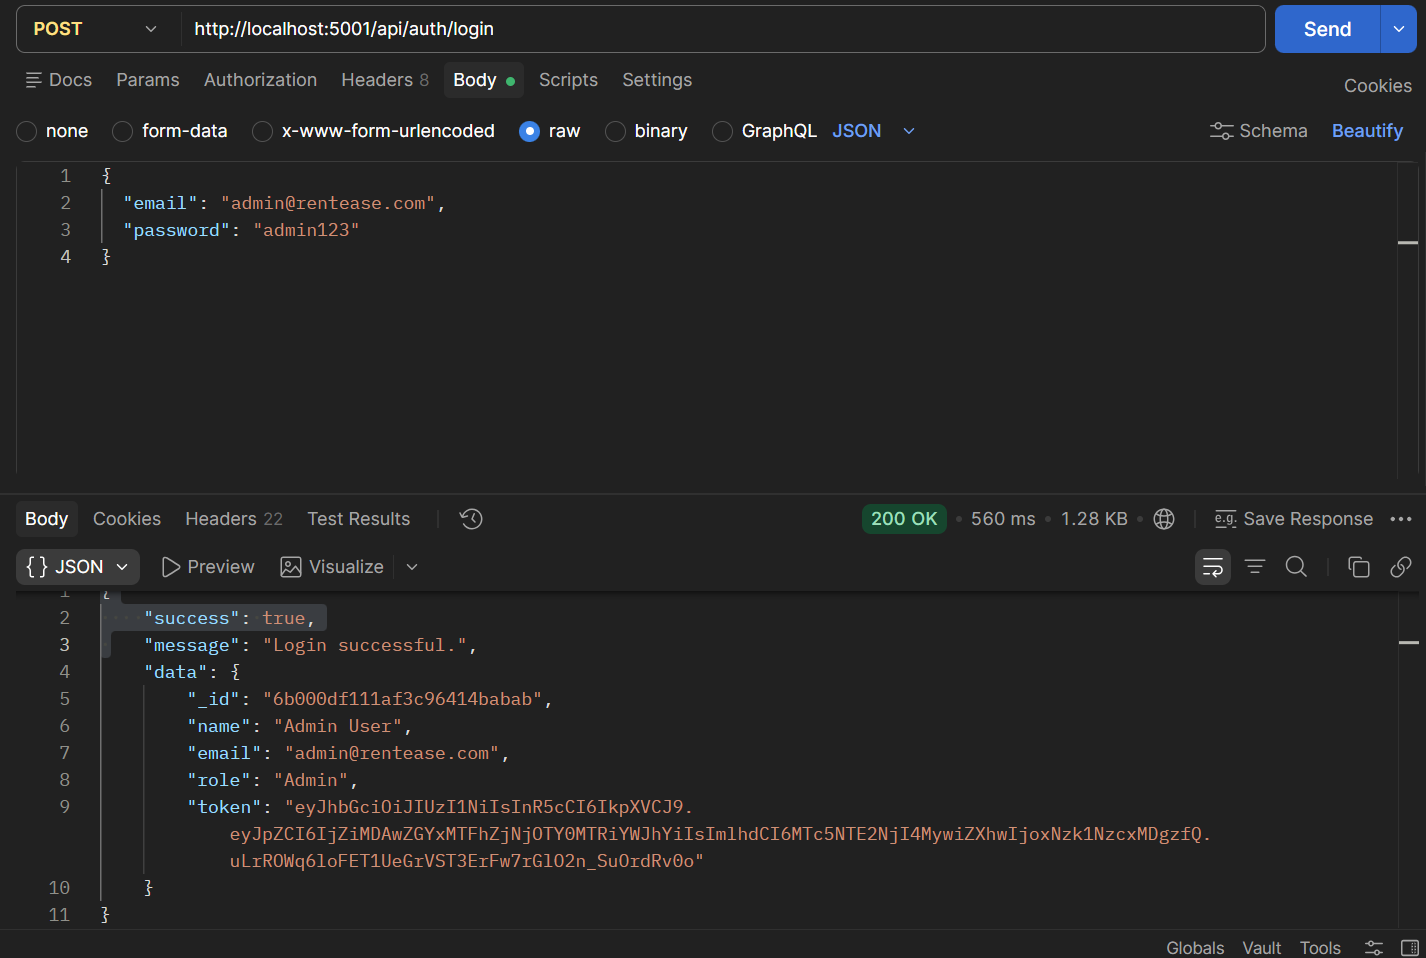 POST http://localhost:5001/api/auth/login Send
Docs Params Authorization Headers 8 Body Scripts Settings Cookies
none form-data x-www-form-urlencoded raw binary GraphQL JSON Schema Beautify
1 {
2 "email": "admin@rentease.com",
3 "password": "admin123"
4 }
Body Cookies Headers 22 Test Results 200 OK • 560 ms • 1.28 KB • e.g. Save Response
{} JSON Preview Visualize
1 {
2 "success": true,
3 "message": "Login successful.",
4 "data": {
5 "_id": "6b000df111af3c96414babab",
6 "name": "Admin User",
7 "email": "admin@rentease.com",
8 "role": "Admin",
9 "token": "eyJhbGciOiJIUzI1NiIsInR5cCI6IkpXVCJ9.
eyJpZCI6IjZiMDAwZGYxMTFhZjNjOTY0MTRiYWJhYiIsImlhdCI6MTc5NTE2NjI4MywiZXhwIjoxNzk1NzcxMDgzfQ.
uLrROWq6loFET1UeGrVST3ErFw7rGlO2n_SuOrdRv0o"
10 }
11 }
Globals Vault Tools